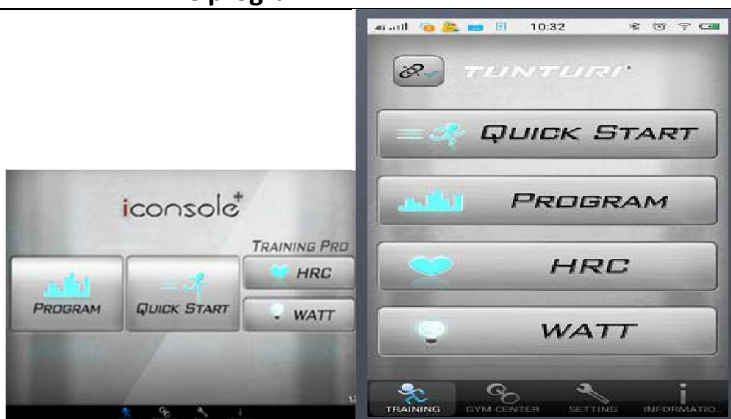 iconsole+
TRAINING PRO
PROGRAM
QUICK START
HRC
WATT
10:32
TUNTURI
QUICK START
PROGRAM
HRC
WATT
TRAINING
GYM CENTER
SETTING
INFORMATIO..